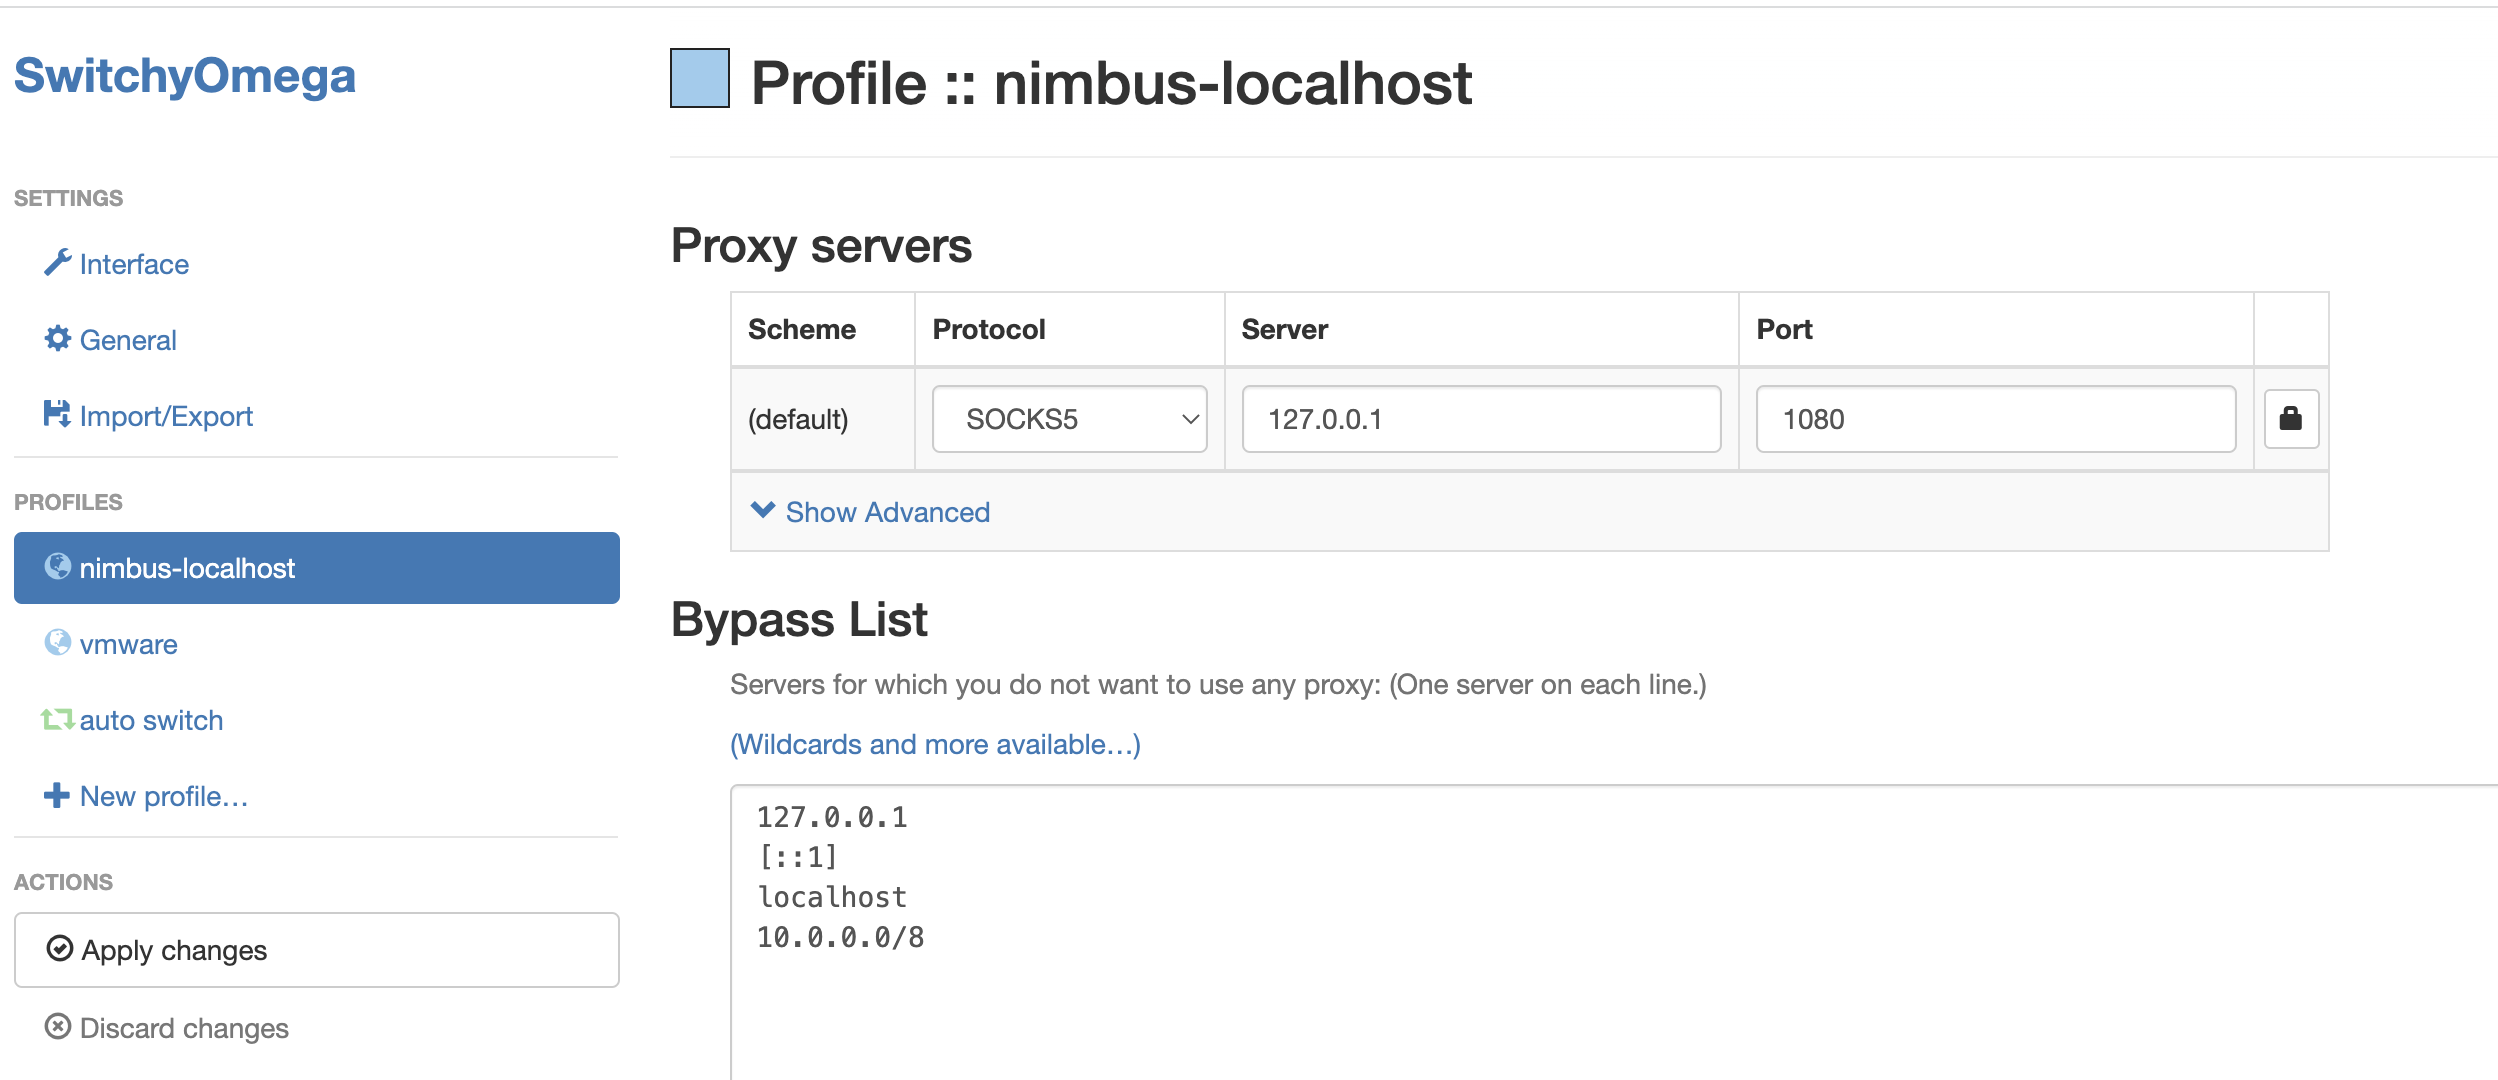 SwitchyOmega
SETTINGS
Interface
General
Import/Export
PROFILES
nimbus-localhost
vmware
auto switch
New profile…
ACTIONS
Apply changes
Discard changes
Profile :: nimbus-localhost
Proxy servers
Scheme Protocol Server Port
(default) SOCKS5 127.0.0.1 1080
Show Advanced
Bypass List
Servers for which you do not want to use any proxy: (One server on each line.)
(Wildcards and more available…)
127.0.0.1
[::1]
localhost
10.0.0.0/8